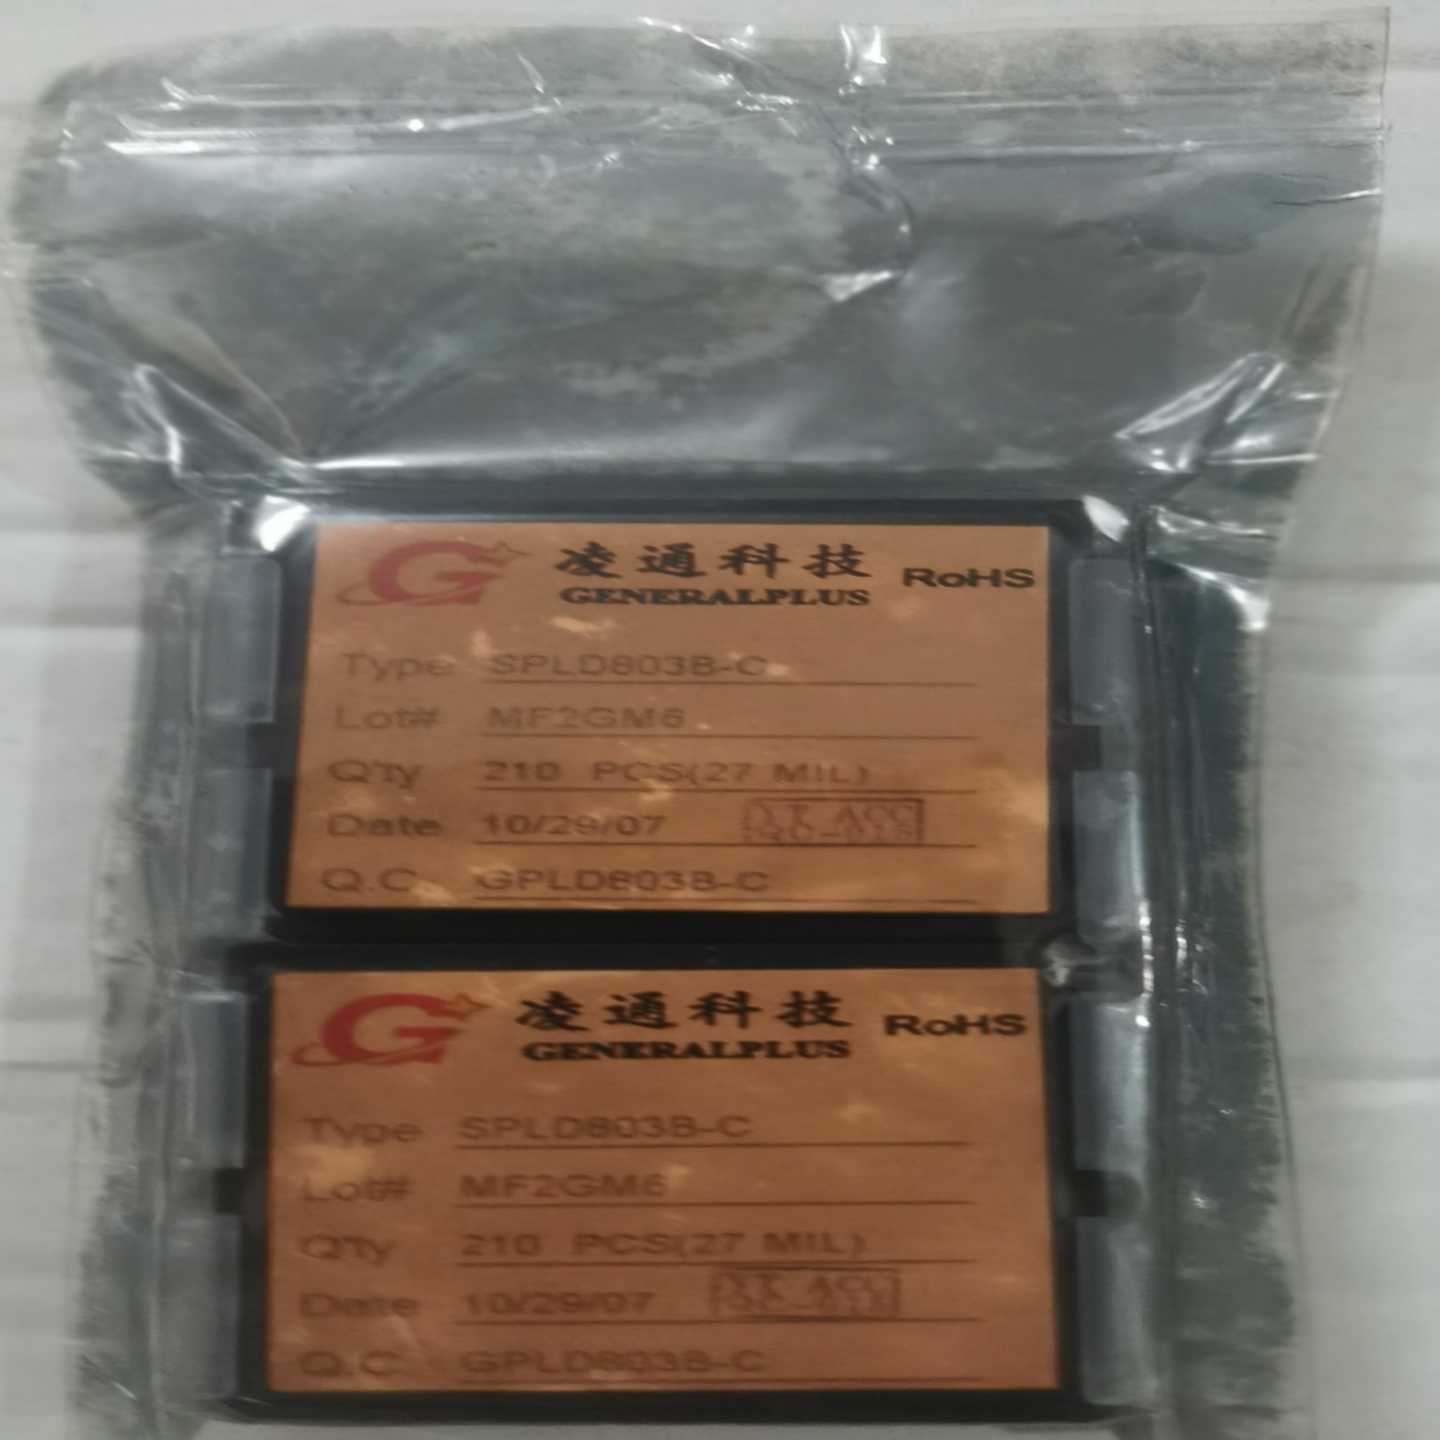 凌通科技
GENERALPLUS
RoHS
Type SPLD803B-C
Lot# MF2GM6
Q'ty 210 PCS(27 MIL)
Date 10/29/07
Q.C GPLD803B-C
凌通科技
GENERALPLUS
RoHS
Type SPLD803B-C
Lot# MF2GM6
Q'ty 210 PCS(27 MIL)
Date 10/29/07
Q.C GPLD803B-C